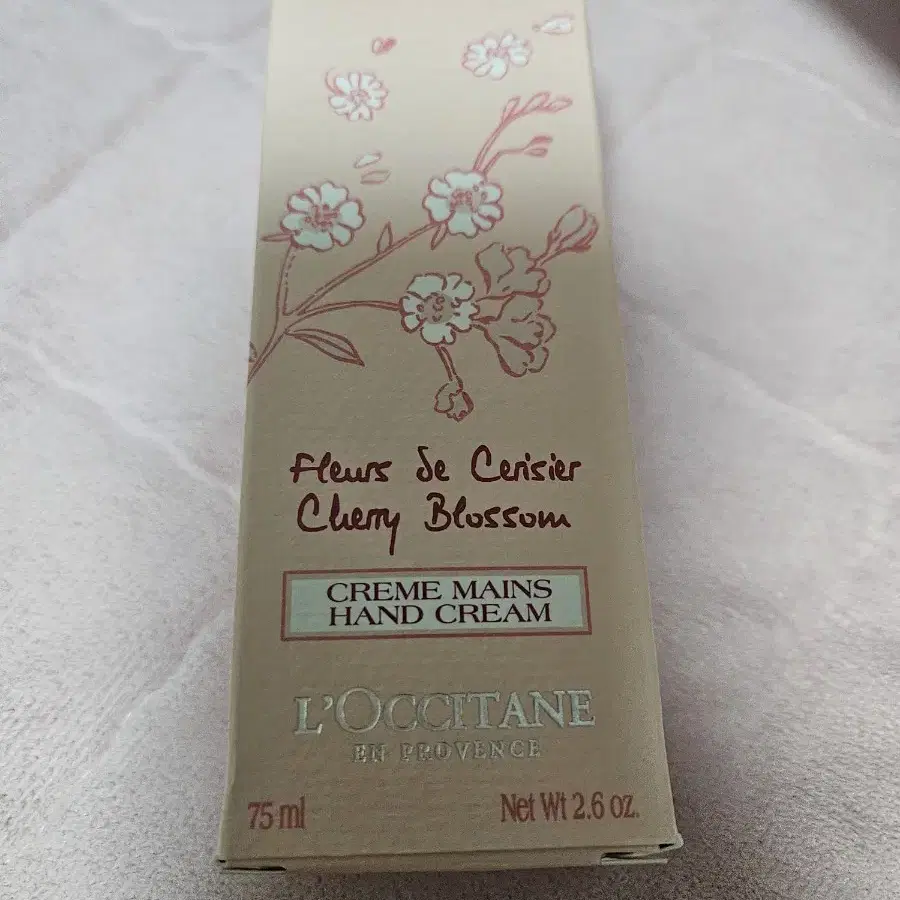 Fleurs de Cerisier
Cherry Blossom
CREME MAINS
HAND CREAM
L'OCCITANE
EN PROVENCE
75 ml
Net Wt 2.6 oz.